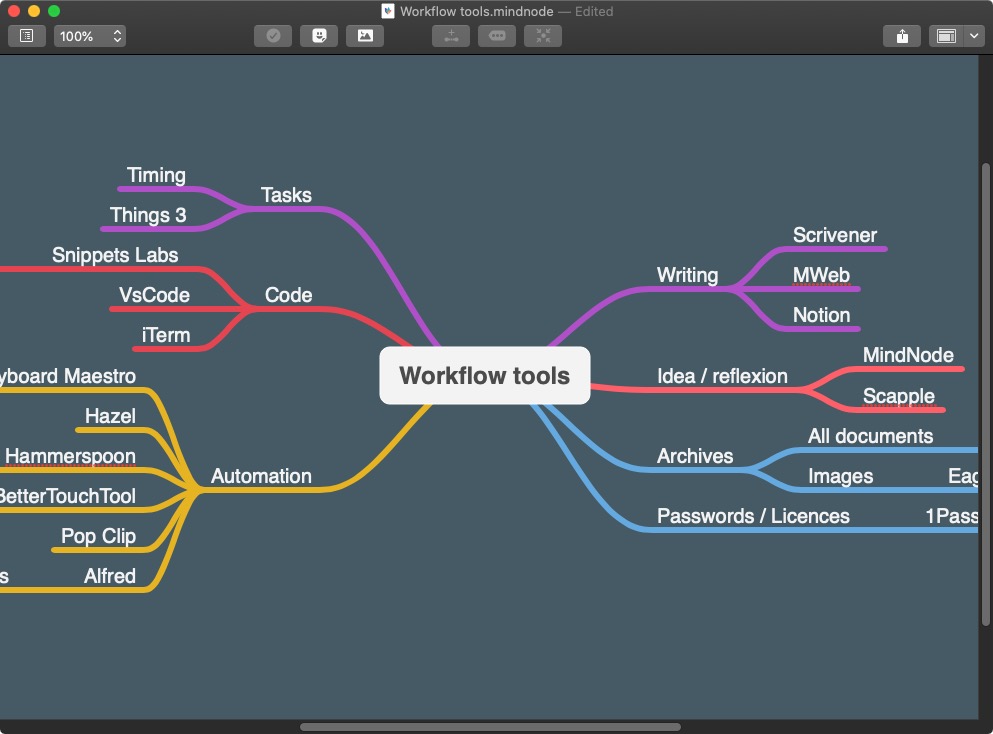 Workflow tools.mindnode — Edited
100%
Timing
Things 3
Tasks
Snippets Labs
VsCode
iTerm
Code
yboard Maestro
Hazel
Hammerspoon
BetterTouchTool
Pop Clip
s
Alfred
Automation
Workflow tools
Writing
Scrivener
MWeb
Notion
Idea / reflexion
MindNode
Scapple
Archives
All documents
Images
Eag
Passwords / Licences
1Pass